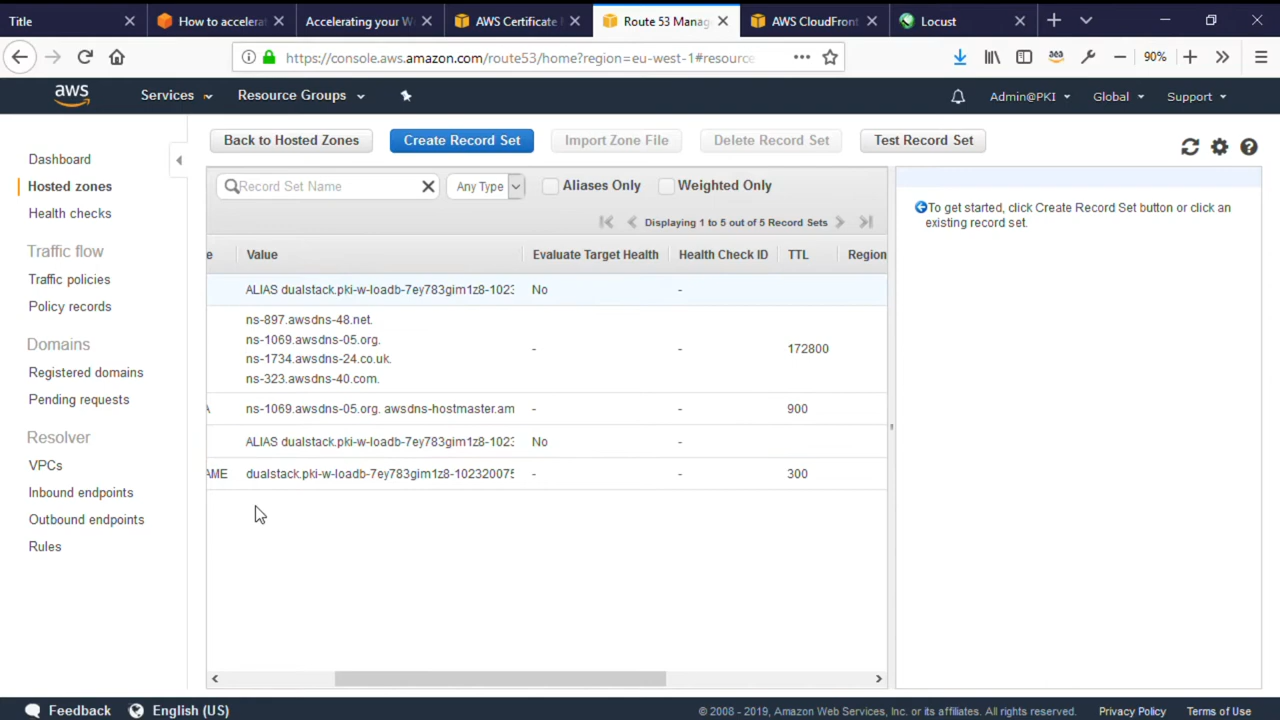 Title
How to accelerat
Accelerating your W
AWS Certificate M
Route 53 Manag
AWS CloudFront
Locust
https://console.aws.amazon.com/route53/home?region=eu-west-1#resource
90%
aws
Services
Resource Groups
Admin@PKI
Global
Support
Dashboard
Hosted zones
Health checks
Traffic flow
Traffic policies
Policy records
Domains
Registered domains
Pending requests
Resolver
VPCs
Inbound endpoints
Outbound endpoints
Rules
Back to Hosted Zones
Create Record Set
Import Zone File
Delete Record Set
Test Record Set
Record Set Name
Any Type
Aliases Only
Weighted Only
Displaying 1 to 5 out of 5 Record Sets
e Value Evaluate Target Health Health Check ID TTL Region
ALIAS dualstack.pki-w-loadb-7ey783gim1z8-1023 No -
ns-897.awsdns-48.net.
ns-1069.awsdns-05.org.
ns-1734.awsdns-24.co.uk.
ns-323.awsdns-40.com.
- - 172800
A ns-1069.awsdns-05.org. awsdns-hostmaster.am - - 900
ALIAS dualstack.pki-w-loadb-7ey783gim1z8-1023 No -
AME dualstack.pki-w-loadb-7ey783gim1z8-102320075 - - 300
To get started, click Create Record Set button or click an
existing record set.
Feedback
English (US)
© 2008 - 2019, Amazon Web Services, Inc. or its affiliates. All rights reserved.
Privacy Policy
Terms of Use